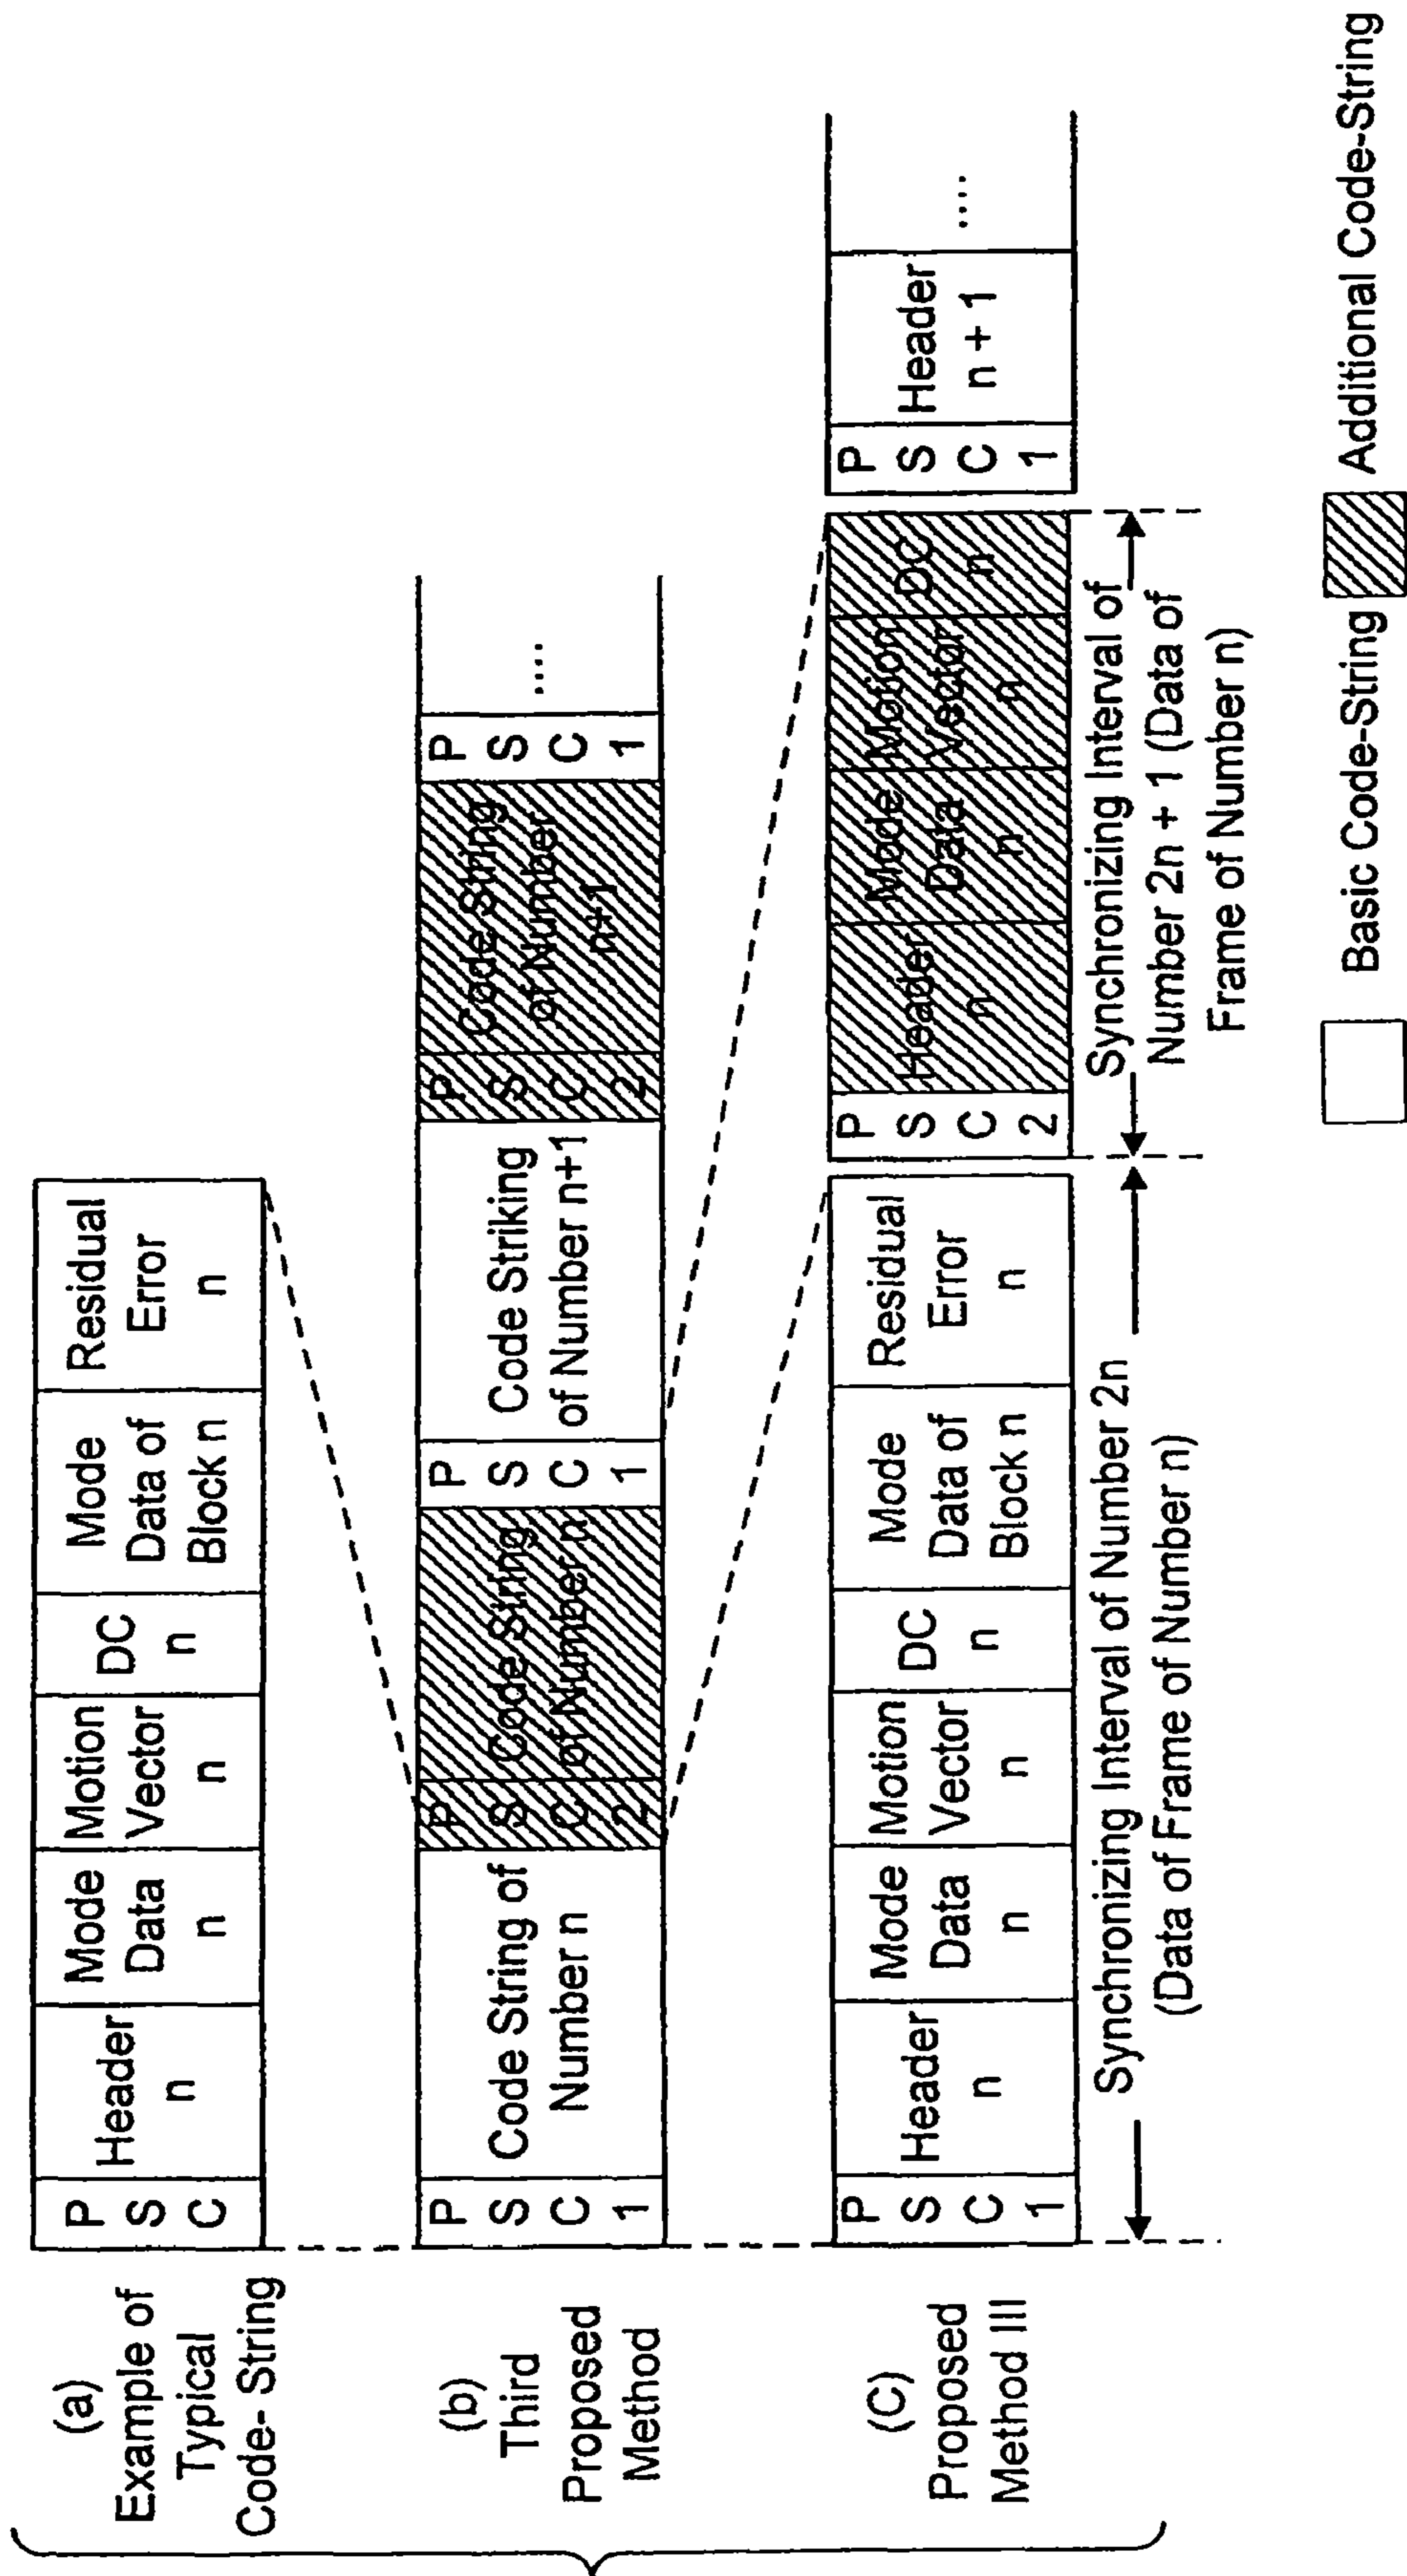 (a)
Example of
Typical
Code- String
P
S
C
Header
n
Mode
Data
n
Motion
Vector
n
DC
n
Mode
Data of
Block n
Residual
Error
n
(b)
Third
Proposed
Method
P
S
C
1
Code String of
Number n
P
S
C
2
Code String
of Number n
P
S
C
1
Code Striking
of Number n+1
P
S
C
2
Code String
of Number
n+1
P
S
C
1
....
(C)
Proposed
Method III
P
S
C
1
Header
n
Mode
Data
n
Motion
Vector
n
DC
n
Mode
Data of
Block n
Residual
Error
n
P
S
C
2
Header
n
Mode
Data
n
Motion
Vector
n
DC
n
P
S
C
1
Header
n + 1
....
Synchronizing Interval of Number 2n
(Data of Frame of Number n)
Synchronizing Interval of
Number 2n + 1 (Data of
Frame of Number n)
Basic Code-String
Additional Code-String